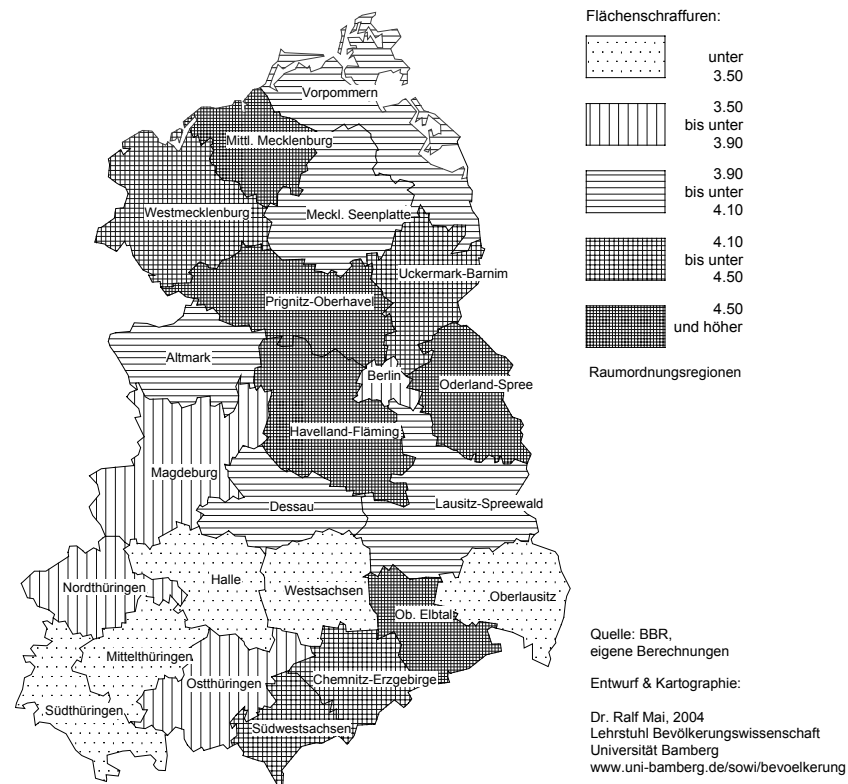 Flächenschraffuren:
unter
3.50
3.50
bis unter
3.90
3.90
bis unter
4.10
4.10
bis unter
4.50
4.50
und höher
Raumordnungsregionen
Vorpommern
Mittl. Mecklenburg
Westmecklenburg
Meckl. Seenplatte
Uckermark-Barnim
Prignitz-Oberhavel
Altmark
Berlin
Oderland-Spree
Havelland-Fläming
Magdeburg
Dessau
Lausitz-Spreewald
Nordthüringen
Halle
Westsachsen
Oberlausitz
Ob. Elbtal
Mittelthüringen
Ostthüringen
Chemnitz-Erzgebirge
Südthüringen
Südwestsachsen
Quelle: BBR,
eigene Berechnungen
Entwurf & Kartographie:
Dr. Ralf Mai, 2004
Lehrstuhl Bevölkerungswissenschaft
Universität Bamberg
www.uni-bamberg.de/sowi/bevoelkerung